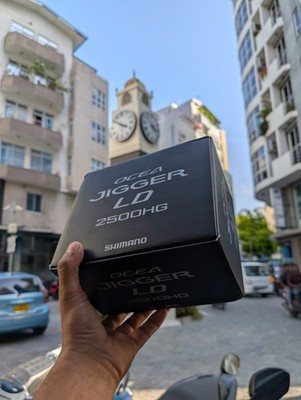 OCEA
JIGGER
LD
2500HG
SHIMANO
OCEA
JIGGER
LD
2500HG